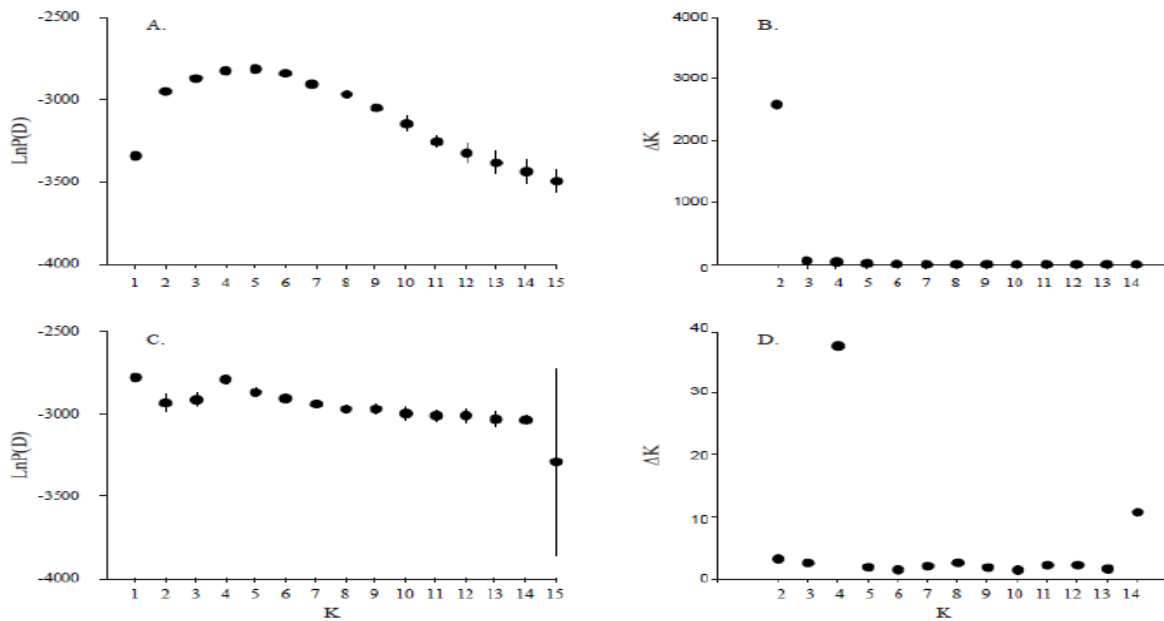 A.
LnP(D)
-2500
-3000
-3500
-4000
1 2 3 4 5 6 7 8 9 10 11 12 13 14 15
B.
ΔK
4000
3000
2000
1000
0
2 3 4 5 6 7 8 9 10 11 12 13 14
C.
LnP(D)
-2500
-3000
-3500
-4000
1 2 3 4 5 6 7 8 9 10 11 12 13 14 15
K
D.
ΔK
40
30
20
10
0
2 3 4 5 6 7 8 9 10 11 12 13 14
K